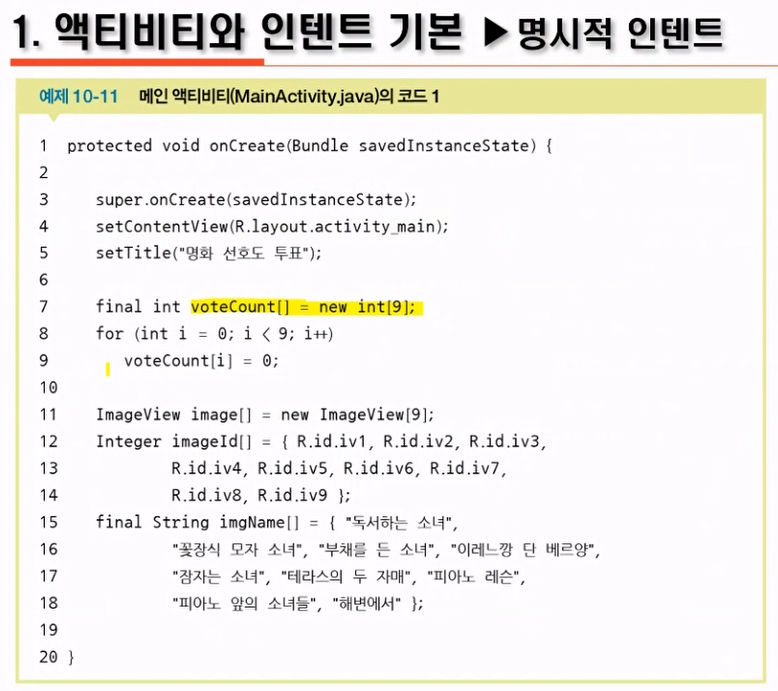 1. 액티비티와 인텐트 기본 ▶명시적 인텐트
예제 10-11 메인 액티비티(MainActivity.java)의 코드 1
1 protected void onCreate(Bundle savedInstanceState) {
2
3 super.onCreate(savedInstanceState);
4 setContentView(R.layout.activity_main);
5 setTitle("명화 선호도 투표");
6
7 final int voteCount[] = new int[9];
8 for (int i = 0; i < 9; i++)
9 voteCount[i] = 0;
10
11 ImageView image[] = new ImageView[9];
12 Integer imageId[] = { R.id.iv1, R.id.iv2, R.id.iv3,
13 R.id.iv4, R.id.iv5, R.id.iv6, R.id.iv7,
14 R.id.iv8, R.id.iv9 };
15 final String imgName[] = { "독서하는 소녀",
16 "꽃장식 모자 소녀", "부채를 든 소녀", "이레느깡 단 베르양",
17 "잠자는 소녀", "테라스의 두 자매", "피아노 레슨",
18 "피아노 앞의 소녀들", "해변에서" };
19
20 }